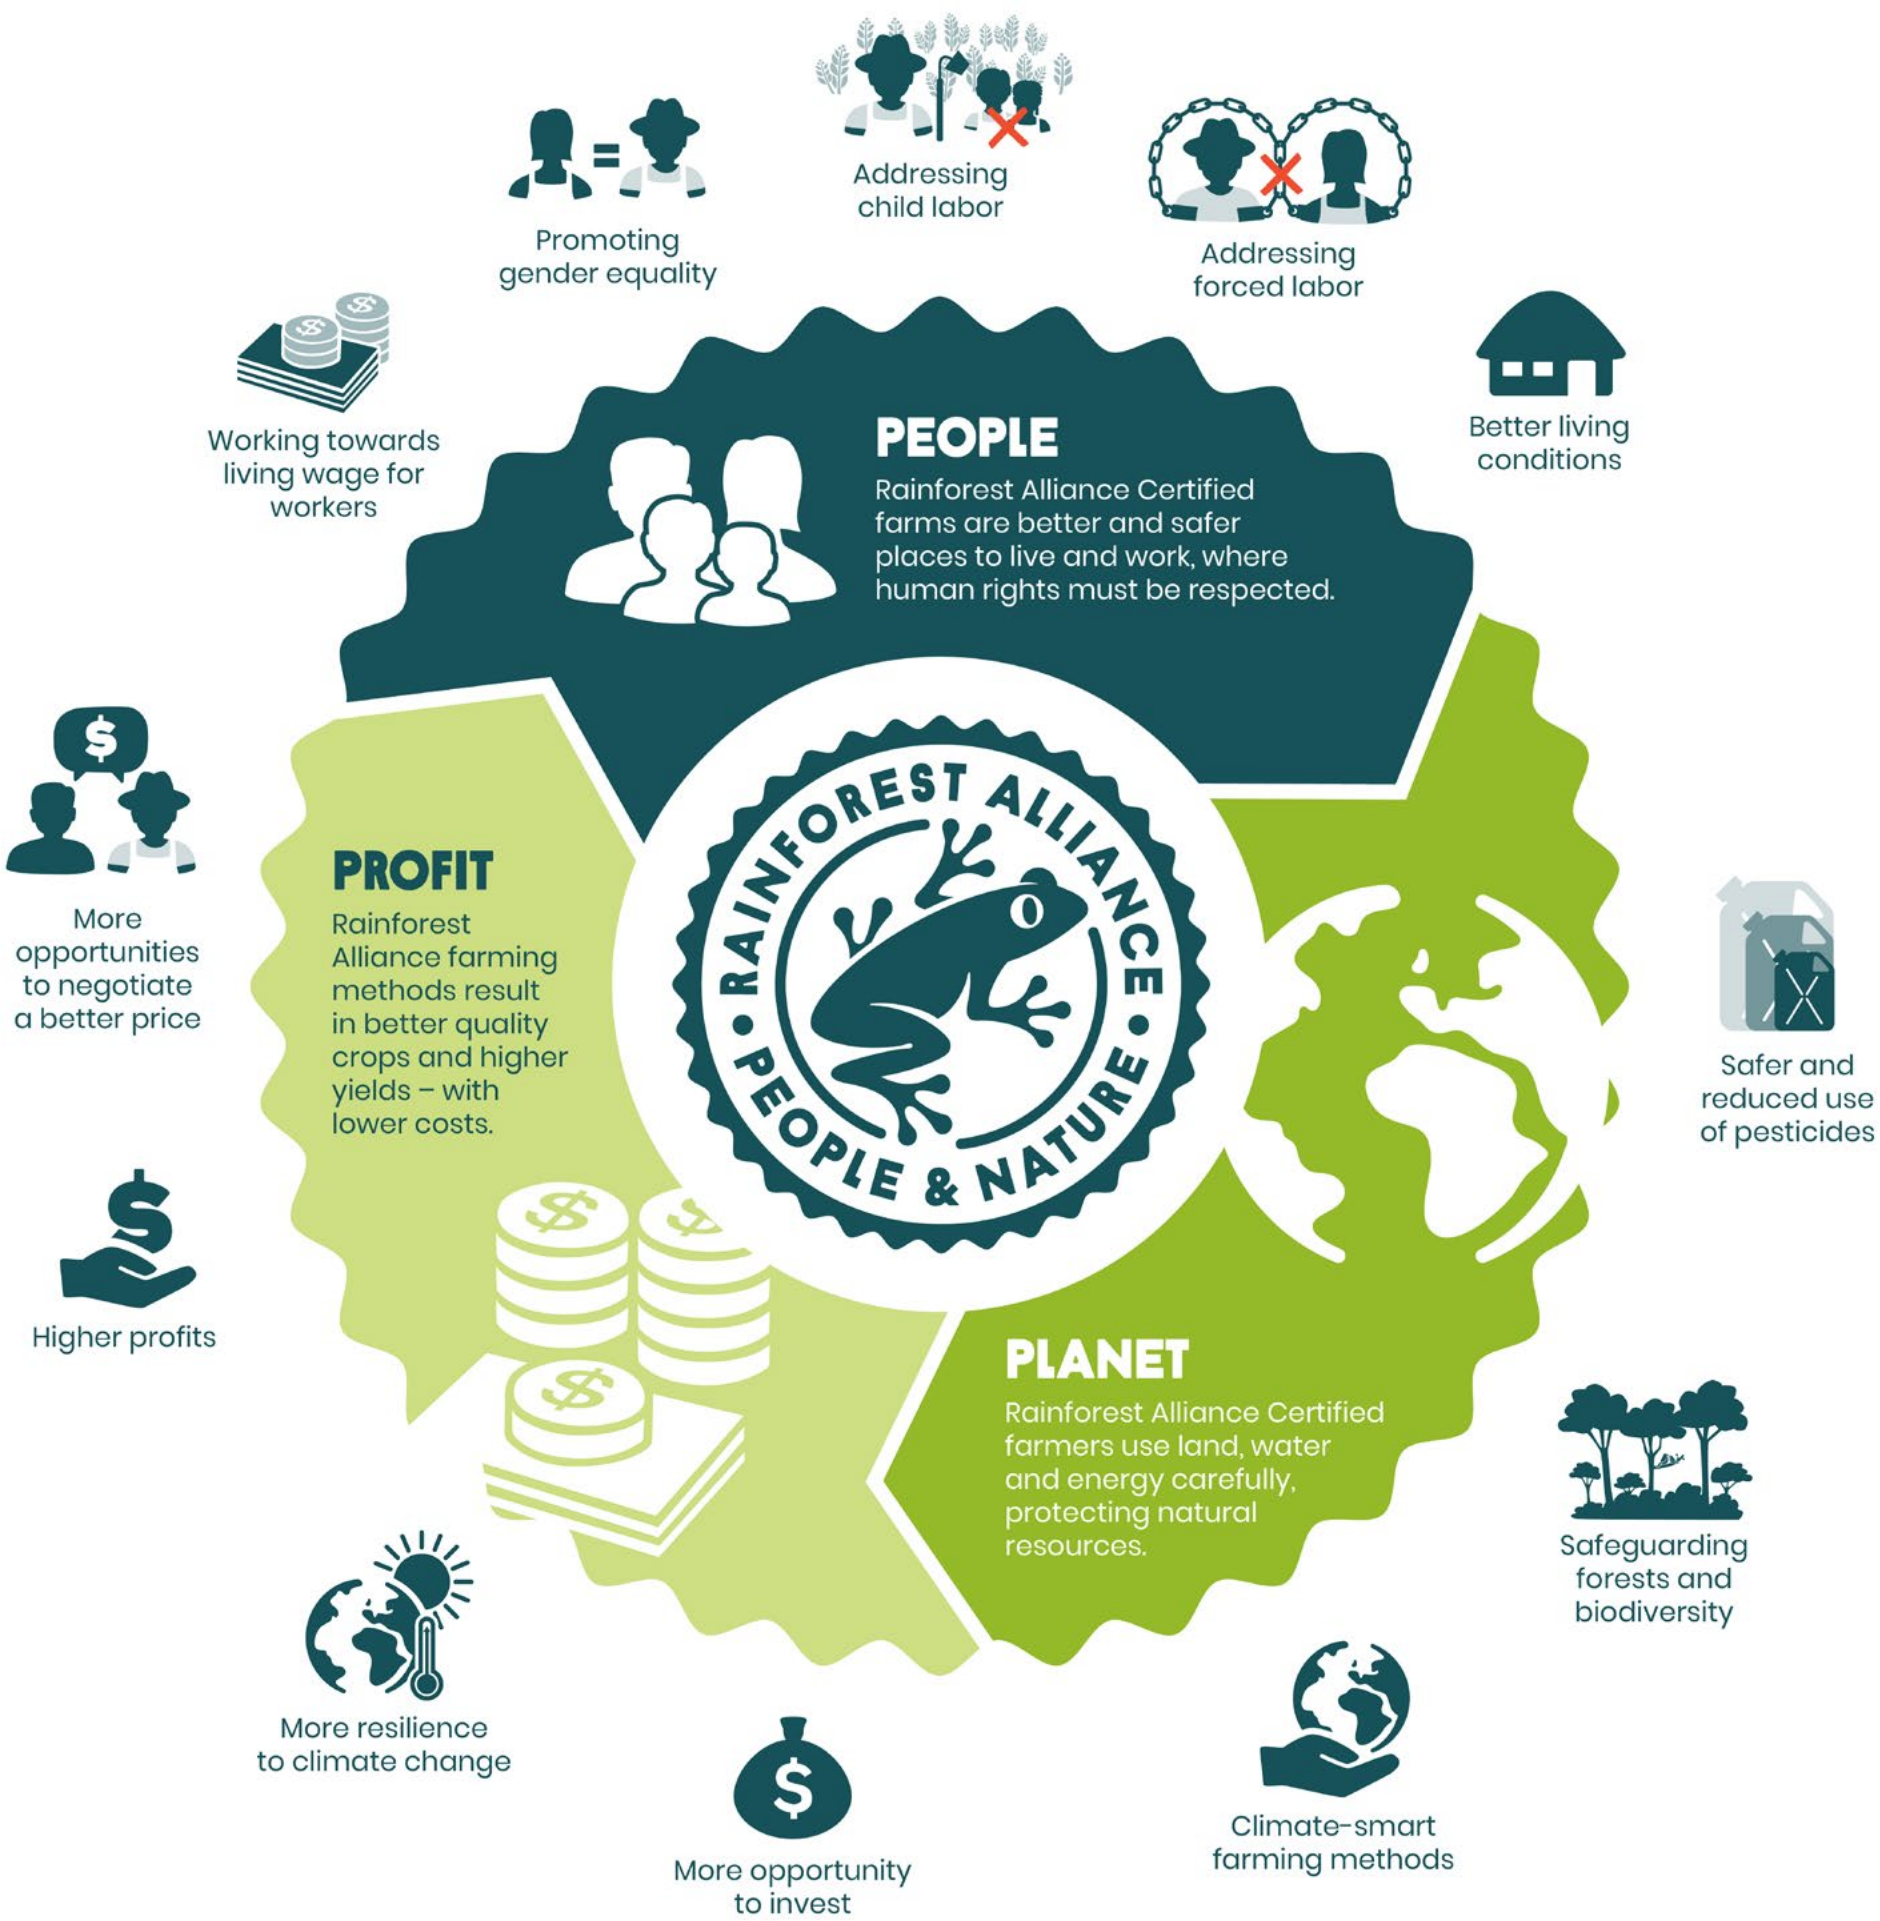 Addressing
child labor
Promoting
gender equality
Addressing
forced labor
Working towards
living wage for
workers
Better living
conditions
PEOPLE
Rainforest Alliance Certified
farms are better and safer
places to live and work, where
human rights must be respected.
$
More
opportunities
to negotiate
a better price
PROFIT
Rainforest
Alliance farming
methods result
in better quality
crops and higher
yields – with
lower costs.
RAINFOREST ALLIANCE
• PEOPLE & NATURE •
Safer and
reduced use
of pesticides
$
Higher profits
$ $
$
PLANET
Rainforest Alliance Certified
farmers use land, water
and energy carefully,
protecting natural
resources.
Safeguarding
forests and
biodiversity
More resilience
to climate change
$
More opportunity
to invest
Climate-smart
farming methods
$ $